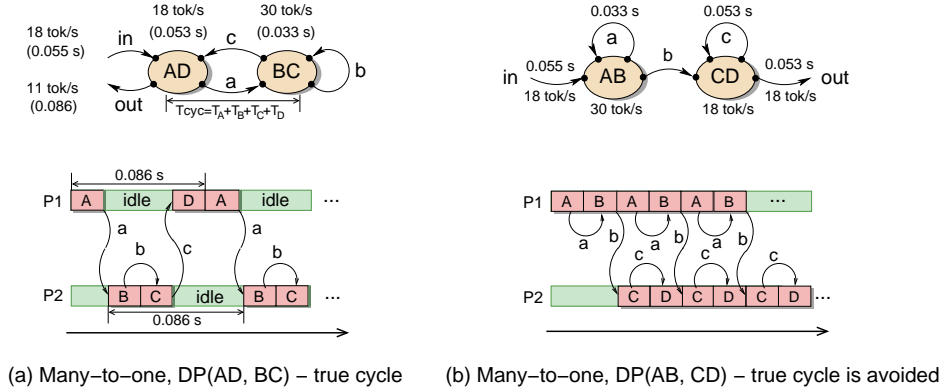 18 tok/s
(0.053 s)
30 tok/s
(0.033 s)
18 tok/s
(0.055 s)
in
c
AD
BC
b
11 tok/s
(0.086)
out
a
Tcyc=TA+TB+TC+TD
0.086 s
P1
A
idle
D
A
idle
...
a
b
c
a
b
P2
B
C
idle
B
C
...
0.086 s
(a) Many-to-one, DP(AD, BC) - true cycle
0.033 s
0.053 s
a
c
b
in
0.055 s
AB
CD
0.053 s
out
18 tok/s
30 tok/s
18 tok/s
18 tok/s
P1
A
B
A
B
A
B
...
a
b
a
b
a
b
c
c
c
P2
C
D
C
D
C
D
...
(b) Many-to-one, DP(AB, CD) - true cycle is avoided